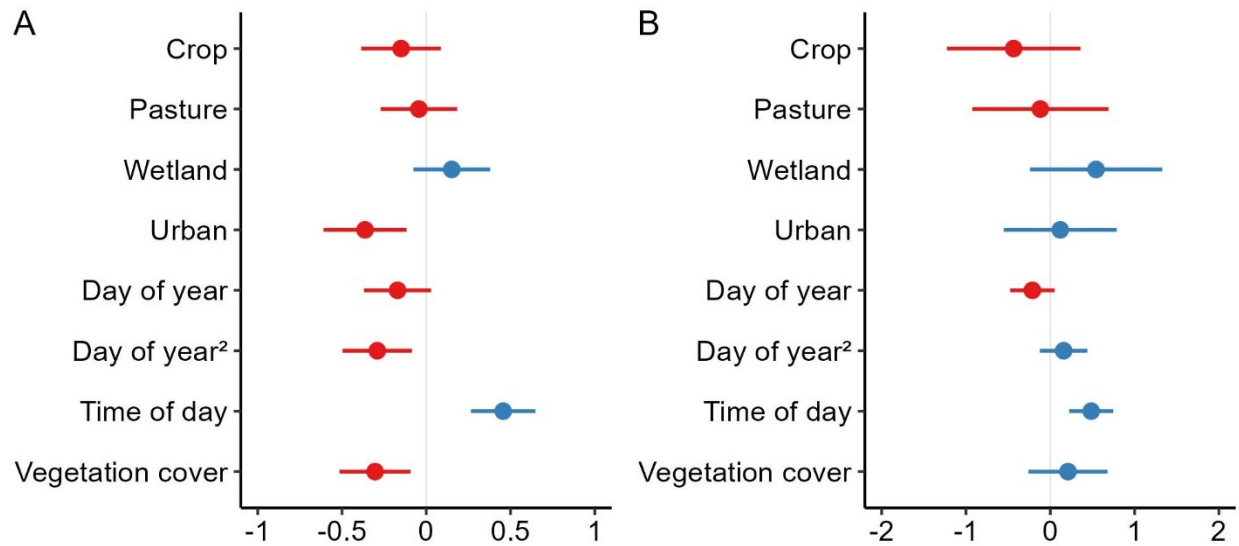 A
Crop
Pasture
Wetland
Urban
Day of year
Day of year²
Time of day
Vegetation cover
-1 -0.5 0 0.5 1
B
Crop
Pasture
Wetland
Urban
Day of year
Day of year²
Time of day
Vegetation cover
-2 -1 0 1 2